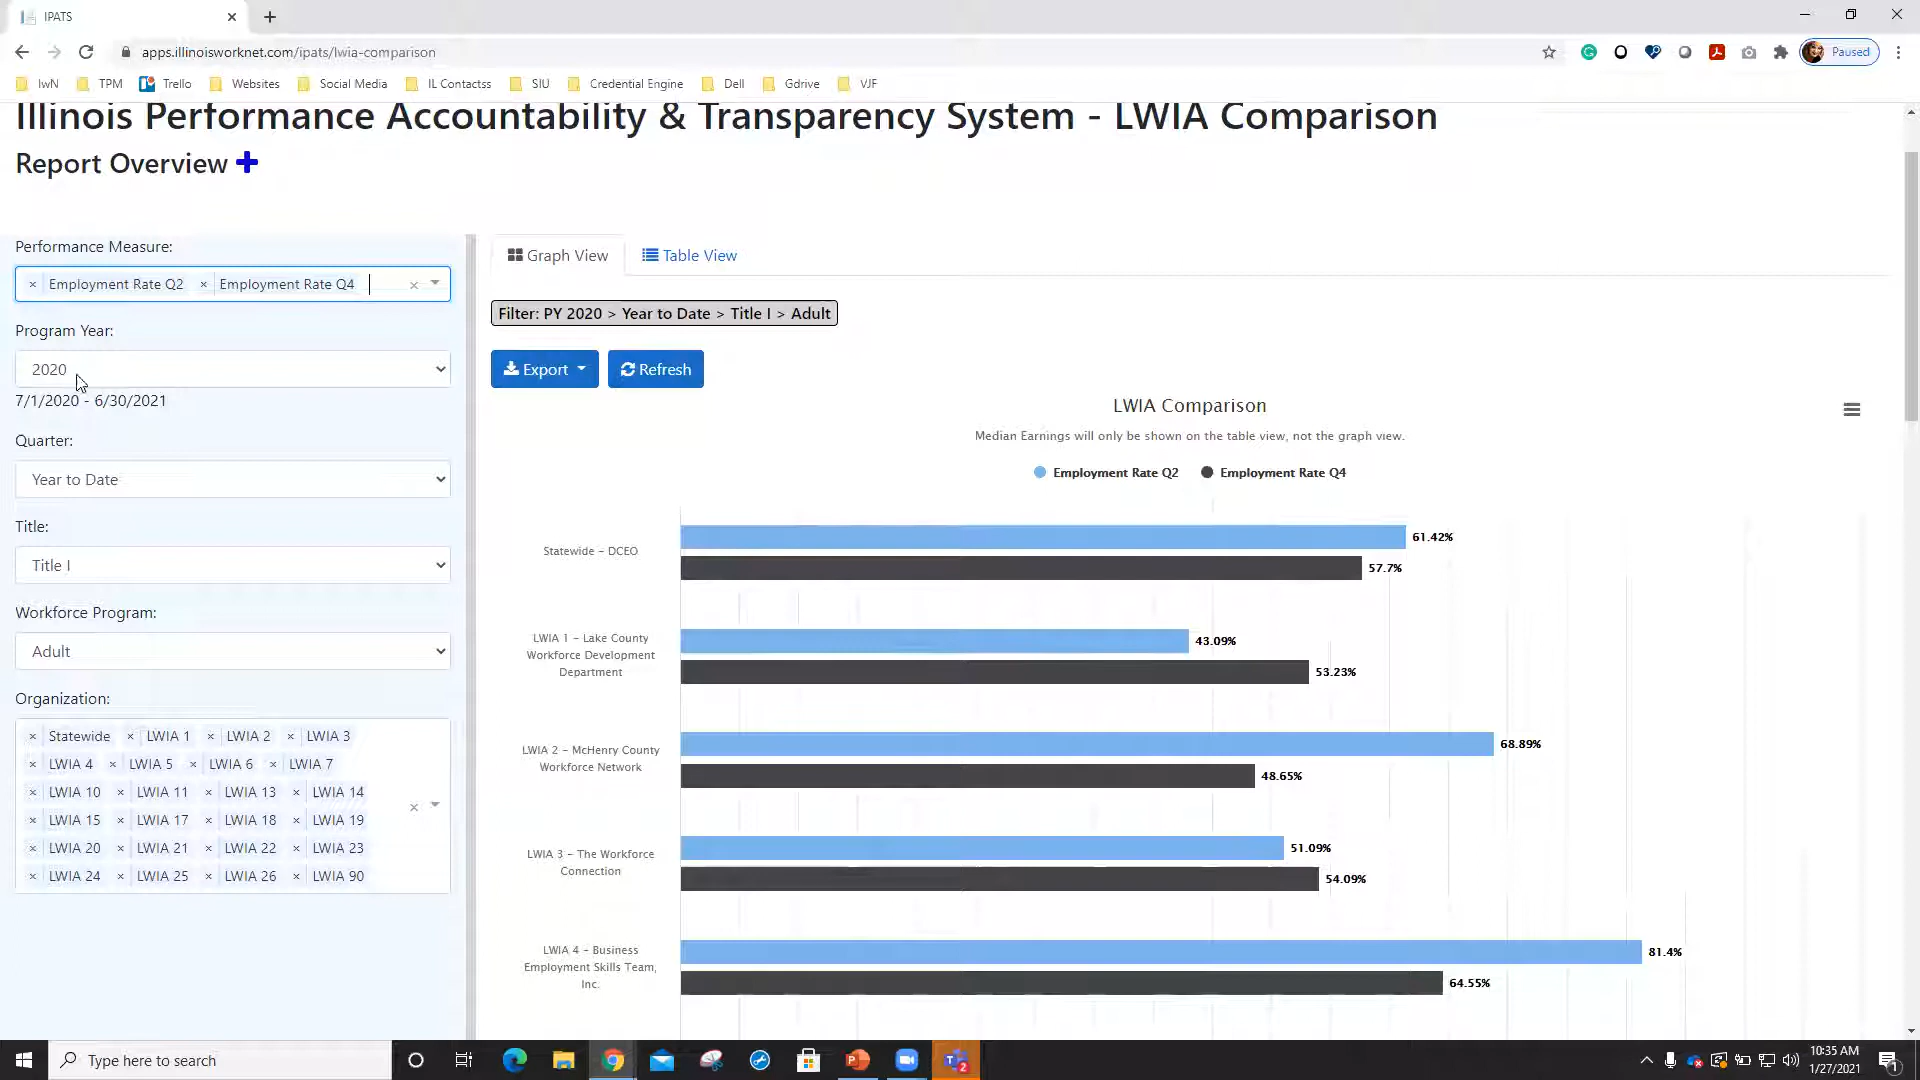 IPATS
apps.illinoisworknet.com/ipats/lwia-comparison
Paused
IwN TPM Trello Websites Social Media IL Contactss SIU Credential Engine Dell Gdrive VJF
Illinois Performance Accountability & Transparency System - LWIA Comparison
Report Overview
Performance Measure:
× Employment Rate Q2 × Employment Rate Q4 ×
Program Year:
2020
7/1/2020 - 6/30/2021
Quarter:
Year to Date
Title:
Title I
Workforce Program:
Adult
Organization:
× Statewide × LWIA 1 × LWIA 2 × LWIA 3
× LWIA 4 × LWIA 5 × LWIA 6 × LWIA 7
× LWIA 10 × LWIA 11 × LWIA 13 × LWIA 14
× LWIA 15 × LWIA 17 × LWIA 18 × LWIA 19
× LWIA 20 × LWIA 21 × LWIA 22 × LWIA 23
× LWIA 24 × LWIA 25 × LWIA 26 × LWIA 90
Graph View Table View
Filter: PY 2020 > Year to Date > Title I > Adult
Export Refresh
LWIA Comparison
Median Earnings will only be shown on the table view, not the graph view.
Employment Rate Q2 Employment Rate Q4
Statewide - DCEO
61.42%
57.7%
LWIA 1 - Lake County
Workforce Development
Department
43.09%
53.23%
LWIA 2 - McHenry County
Workforce Network
68.89%
48.65%
LWIA 3 - The Workforce
Connection
51.09%
54.09%
LWIA 4 - Business
Employment Skills Team,
Inc.
81.4%
64.55%
Type here to search
10:35 AM
1/27/2021